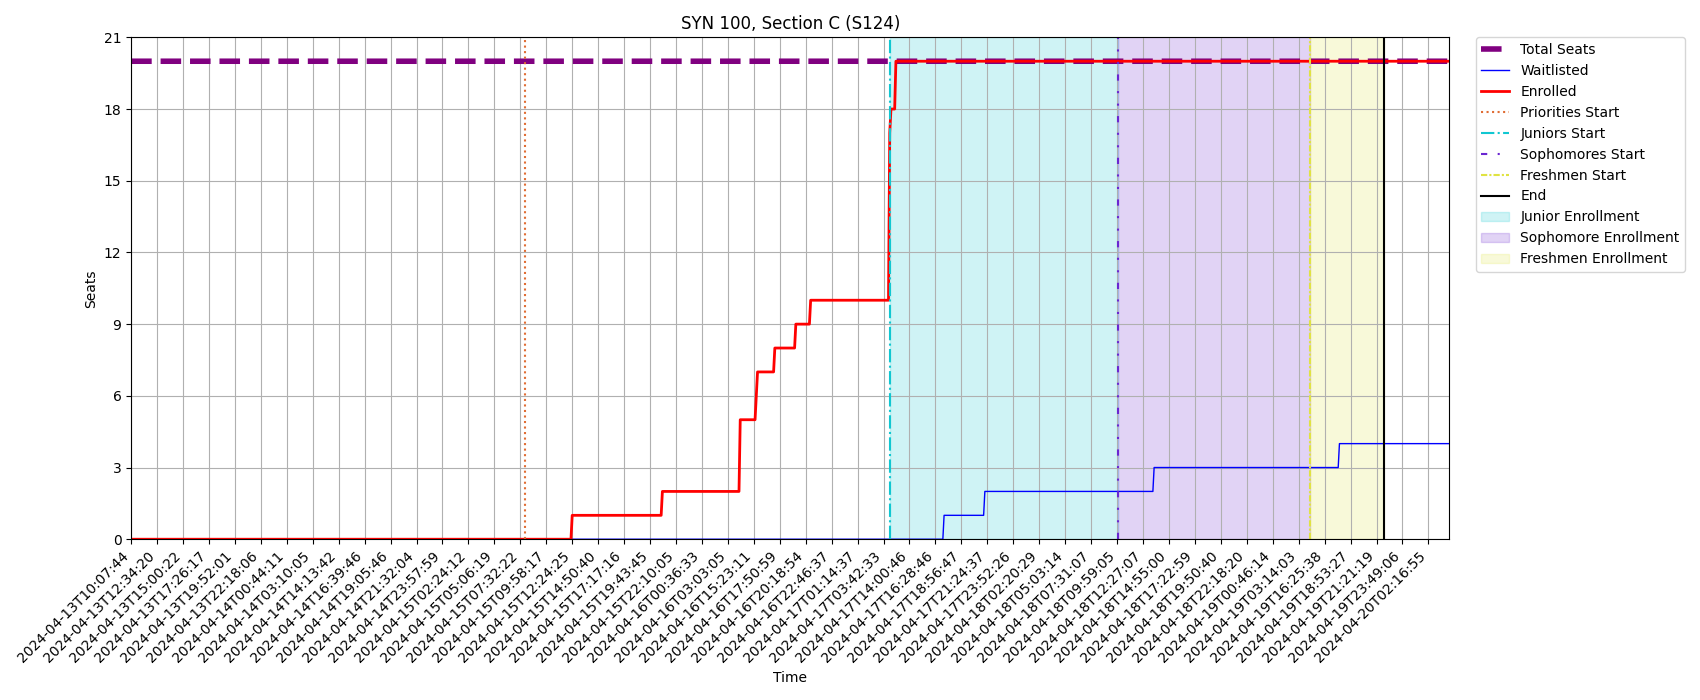 SYN 100, Section C (S124)
21
18
15
12
9
6
3
0
Seats
2024-04-13T10:07:44
2024-04-13T12:34:20
2024-04-13T15:00:22
2024-04-13T17:26:17
2024-04-13T19:52:01
2024-04-13T22:18:06
2024-04-14T00:44:11
2024-04-14T03:10:05
2024-04-14T14:13:42
2024-04-14T16:39:46
2024-04-14T19:05:46
2024-04-14T21:32:04
2024-04-14T23:57:59
2024-04-15T02:24:12
2024-04-15T05:06:19
2024-04-15T07:32:22
2024-04-15T09:58:17
2024-04-15T12:24:25
2024-04-15T14:50:40
2024-04-15T17:17:16
2024-04-15T19:43:45
2024-04-15T22:10:05
2024-04-16T00:36:33
2024-04-16T03:03:05
2024-04-16T15:23:11
2024-04-16T17:50:59
2024-04-16T20:18:54
2024-04-16T22:46:37
2024-04-17T01:14:37
2024-04-17T03:42:33
2024-04-17T14:00:46
2024-04-17T16:28:46
2024-04-17T18:56:47
2024-04-17T21:24:37
2024-04-17T23:52:26
2024-04-18T02:20:29
2024-04-18T05:03:14
2024-04-18T07:31:07
2024-04-18T09:59:05
2024-04-18T12:27:07
2024-04-18T14:55:00
2024-04-18T17:22:59
2024-04-18T19:50:40
2024-04-18T22:18:20
2024-04-19T00:46:14
2024-04-19T03:14:03
2024-04-19T16:25:38
2024-04-19T18:53:27
2024-04-19T21:21:19
2024-04-19T23:49:06
2024-04-20T02:16:55
Time
Total Seats
Waitlisted
Enrolled
Priorities Start
Juniors Start
Sophomores Start
Freshmen Start
End
Junior Enrollment
Sophomore Enrollment
Freshmen Enrollment